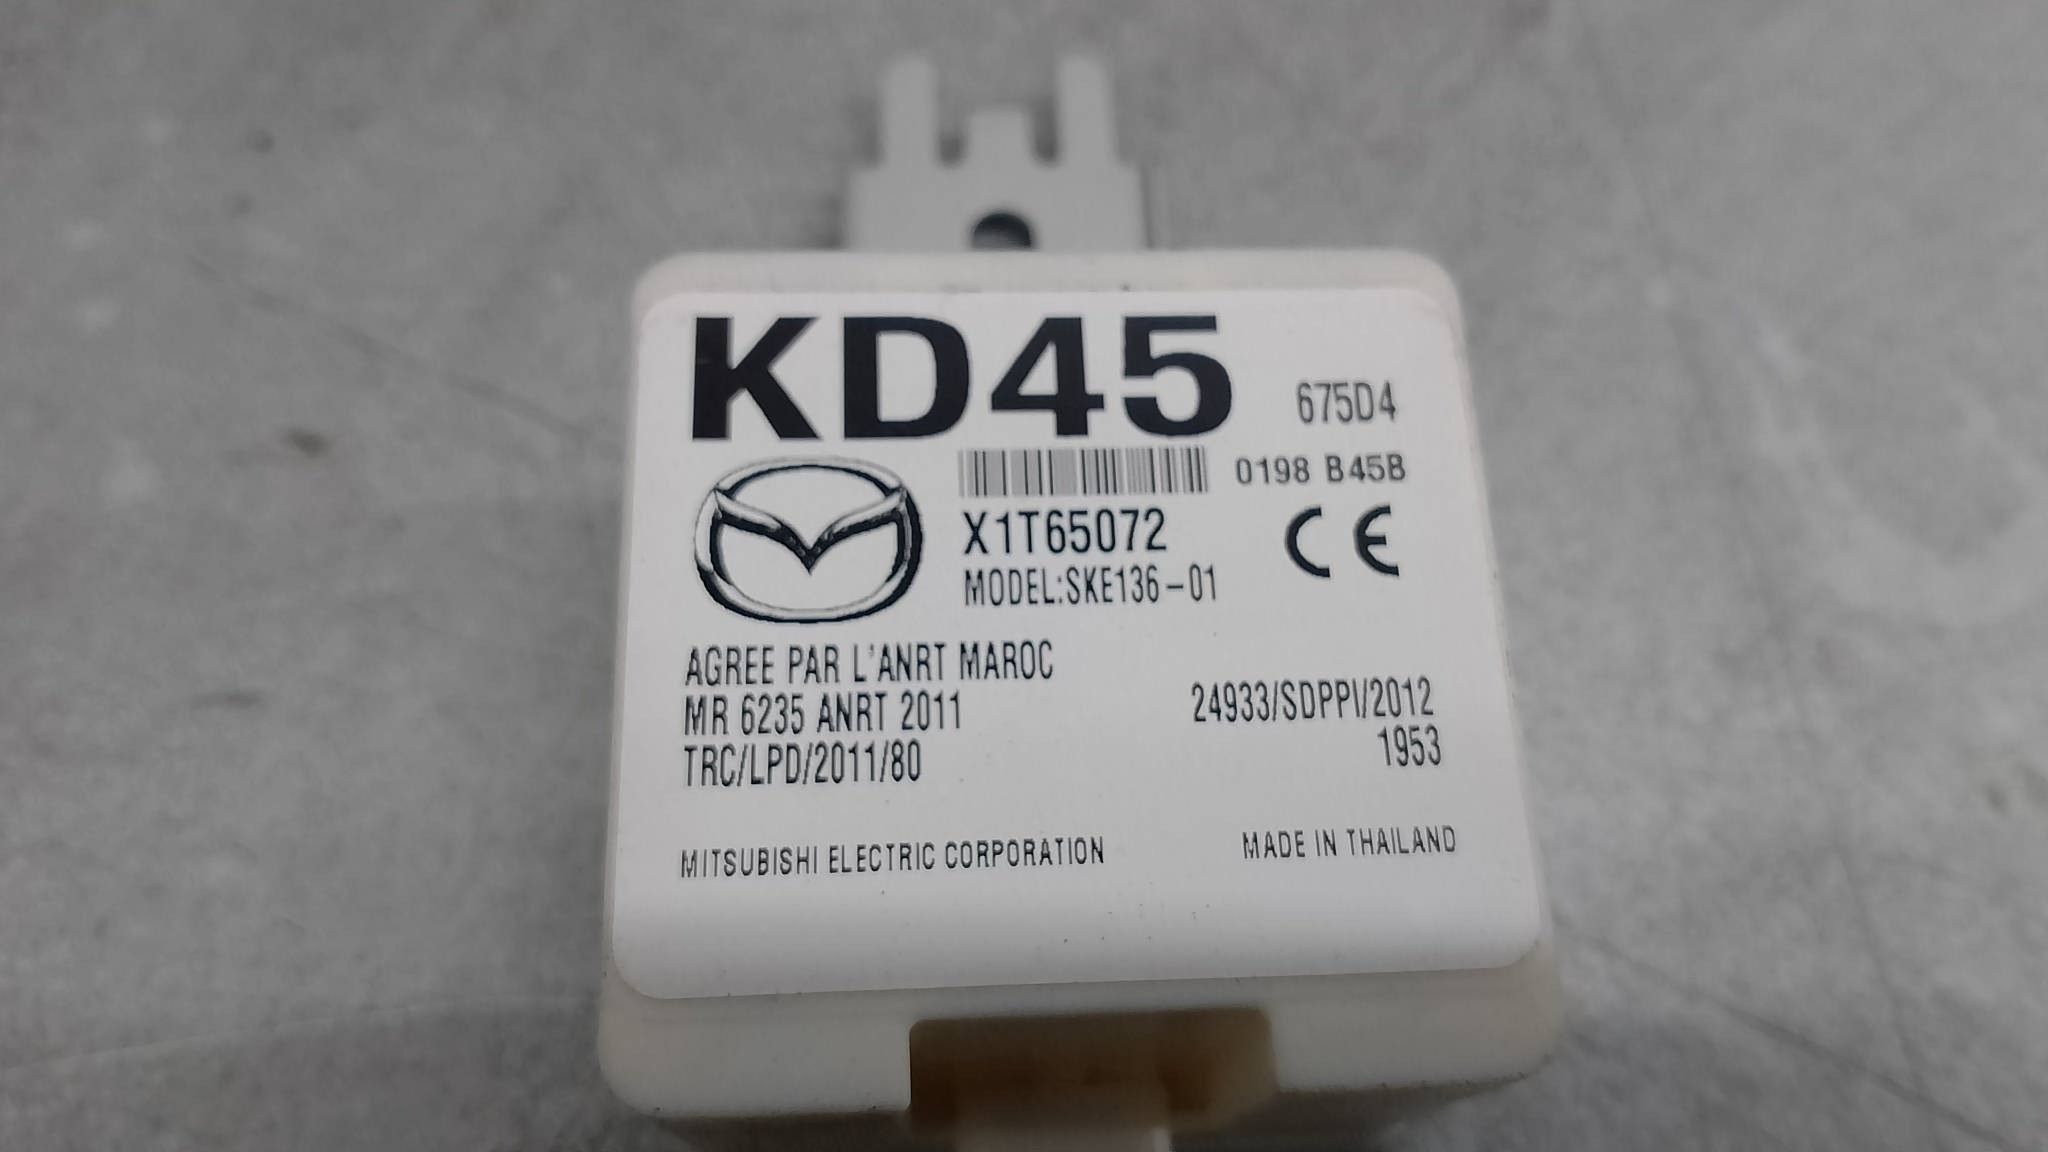 KD45
675D4
0198 B45B
X1T65072
MODEL:SKE136-01
CE
AGREE PAR L'ANRT MAROC
MR 6235 ANRT 2011
24933/SDPPI/2012
TRC/LPD/2011/80
1953
MITSUBISHI ELECTRIC CORPORATION
MADE IN THAILAND